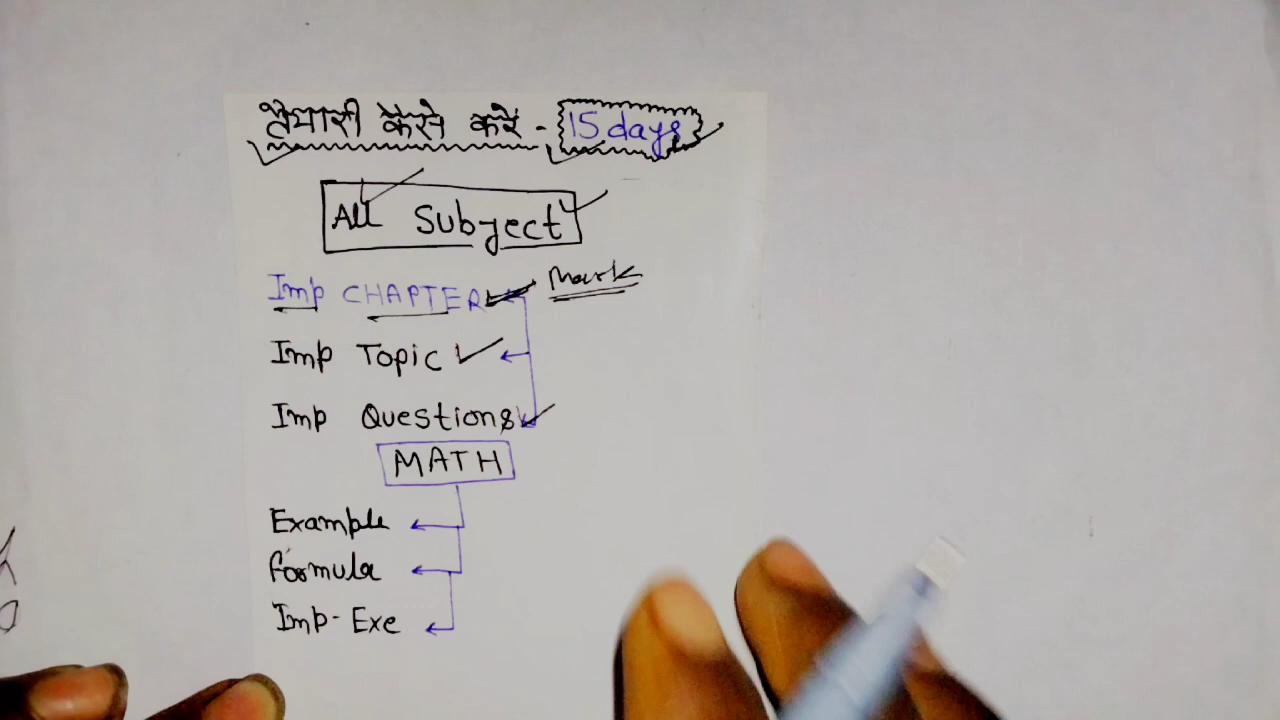 तैयारी कैसे करें - 15 days
All Subject
Imp CHAPTER Mark
Imp Topic
Imp Questions
MATH
Example
formula
Imp - Exe